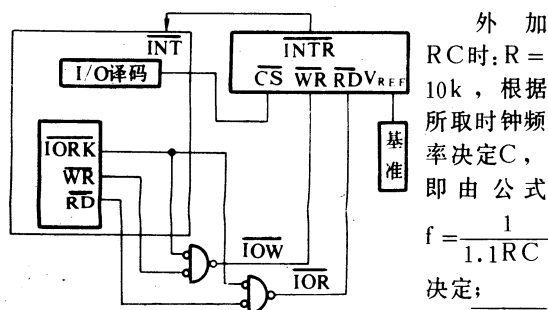 INT
INTR
I/O译码
CS WR RD VREF
IORK
WR
RD
基准
IOW
IOR
外加
RC时:R=
10k,根据
所取时钟频
率决定C,
即由公式
f=1/1.1RC
决定;